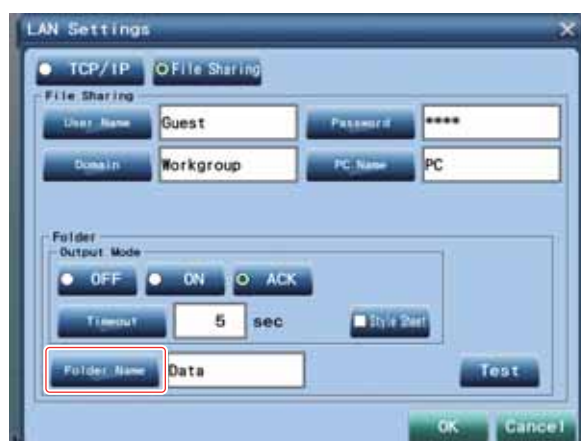 LAN Settings
TCP/IP File Sharing
File Sharing
User Name Guest Password ****
Domain Workgroup PC Name PC
Folder
Output Mode
OFF ON ACK
Timeout 5 sec Style Sheet
Folder Name Data Test
OK Cancel